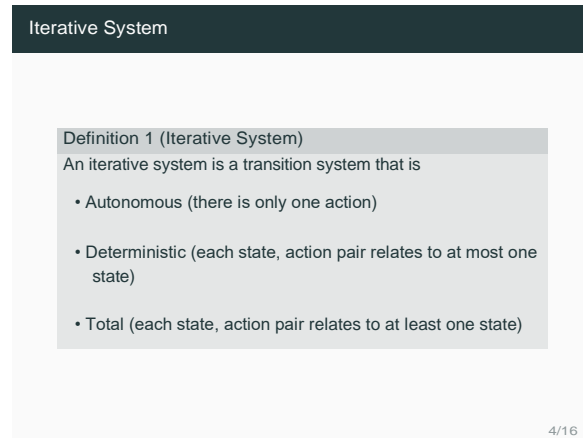 Iterative System
Definition 1 (Iterative System)
An iterative system is a transition system that is
• Autonomous (there is only one action)
• Deterministic (each state, action pair relates to at most one
state)
• Total (each state, action pair relates to at least one state)
4/16